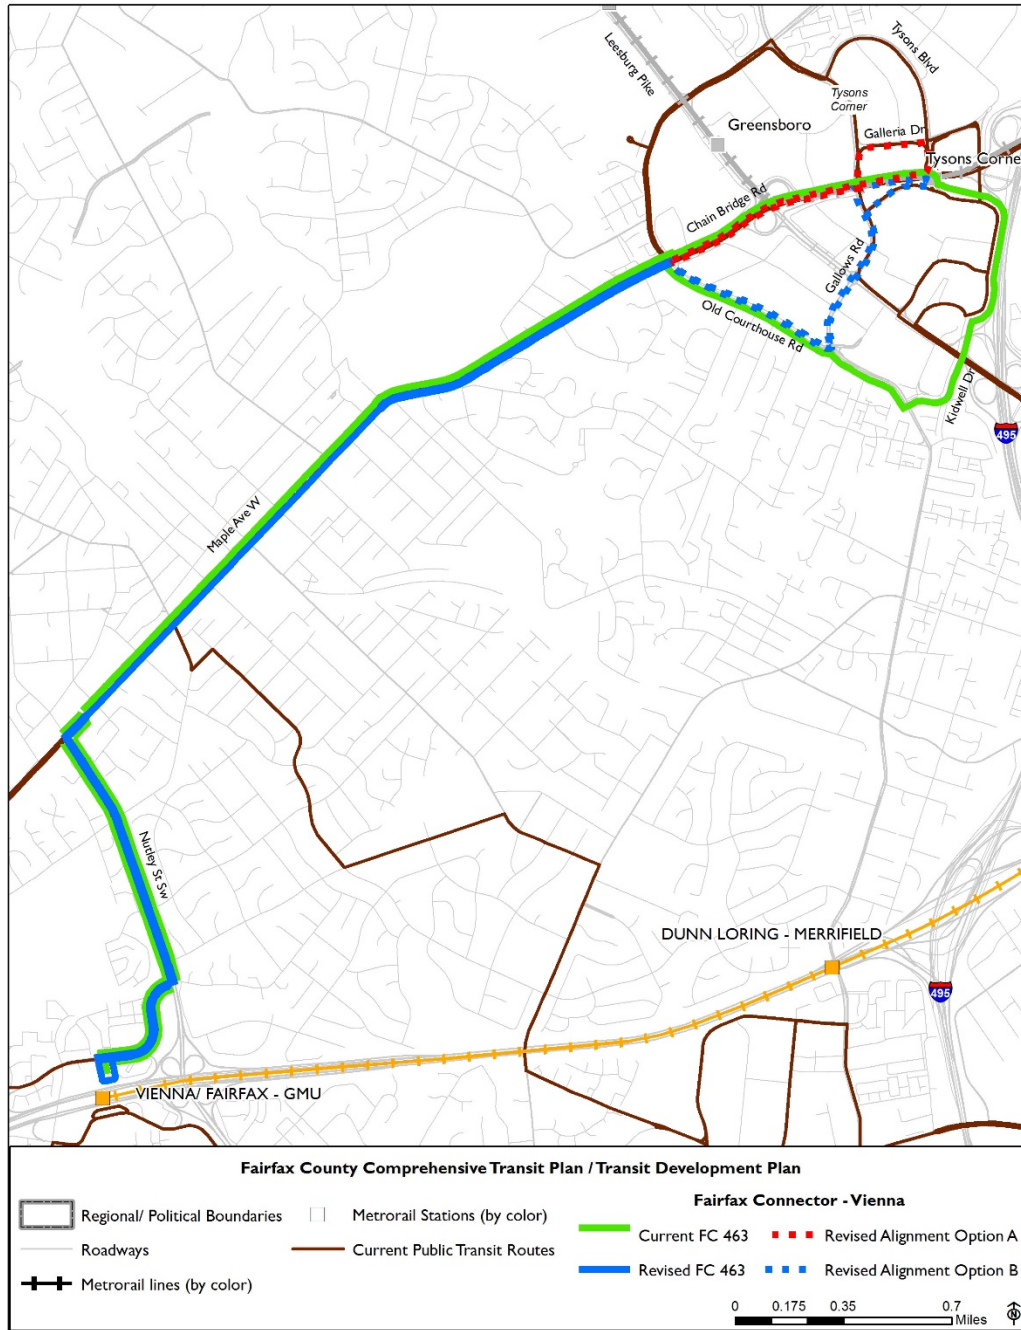 Leesburg Pike
Tysons Blvd
Tysons
Corner
Greensboro
Galleria Dr
Tysons Corne
Chain Bridge Rd
Gallows Rd
Old Courthouse Rd
Kidwell Dr
495
Maple Ave W
Nutley St Sw
DUNN LORING - MERRIFIELD
495
VIENNA/ FAIRFAX - GMU
Fairfax County Comprehensive Transit Plan / Transit Development Plan
Fairfax Connector - Vienna
Regional/ Political Boundaries
Metrorail Stations (by color)
Current FC 463
Revised Alignment Option A
Roadways
Current Public Transit Routes
Revised FC 463
Revised Alignment Option B
Metrorail lines (by color)
0 0.175 0.35 0.7
Miles
N